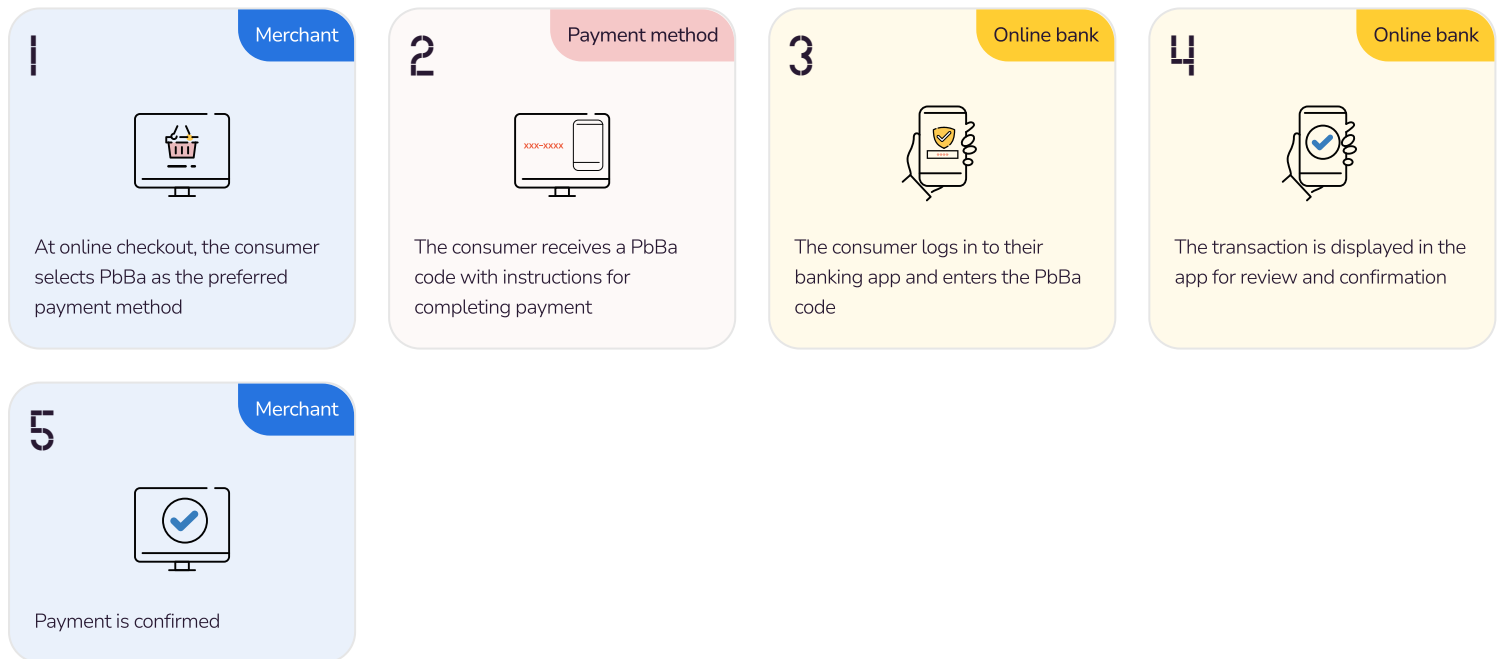 1
Merchant
At online checkout, the consumer
selects PbBa as the preferred
payment method
2
Payment method
xxx-xxxx
The consumer receives a PbBa
code with instructions for
completing payment
3
Online bank
The consumer logs in to their
banking app and enters the PbBa
code
4
Online bank
The transaction is displayed in the
app for review and confirmation
5
Merchant
Payment is confirmed